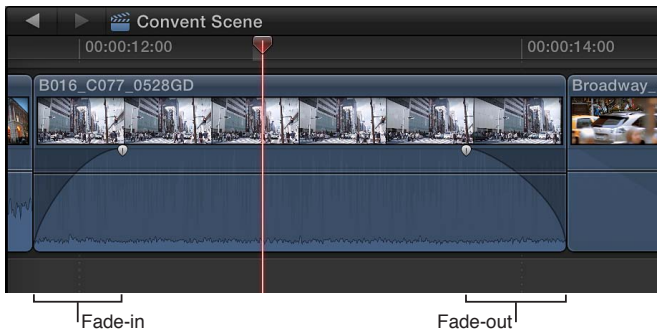 Convent Scene
00:00:12:00
00:00:14:00
B016_C077_0528GD
Broadway_
Fade-in
Fade-out